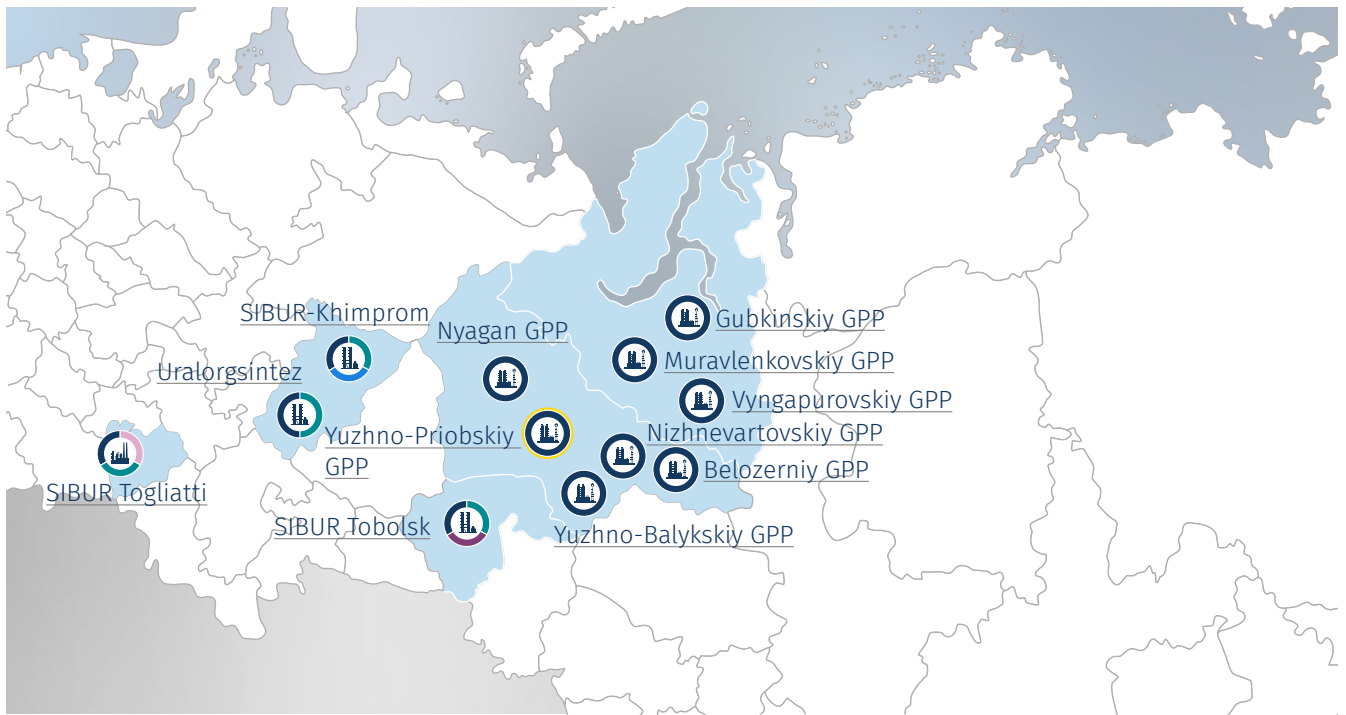 SIBUR-Khimprom
Nyagan GPP
Gubkinskiy GPP
Muravlenkovskiy GPP
Uralorgsintez
Vyngapurovskiy GPP
Yuzhno-Priobskiy
GPP
Nizhnevartovskiy GPP
Belozerniy GPP
SIBUR Togliatti
SIBUR Tobolsk
Yuzhno-Balykskiy GPP